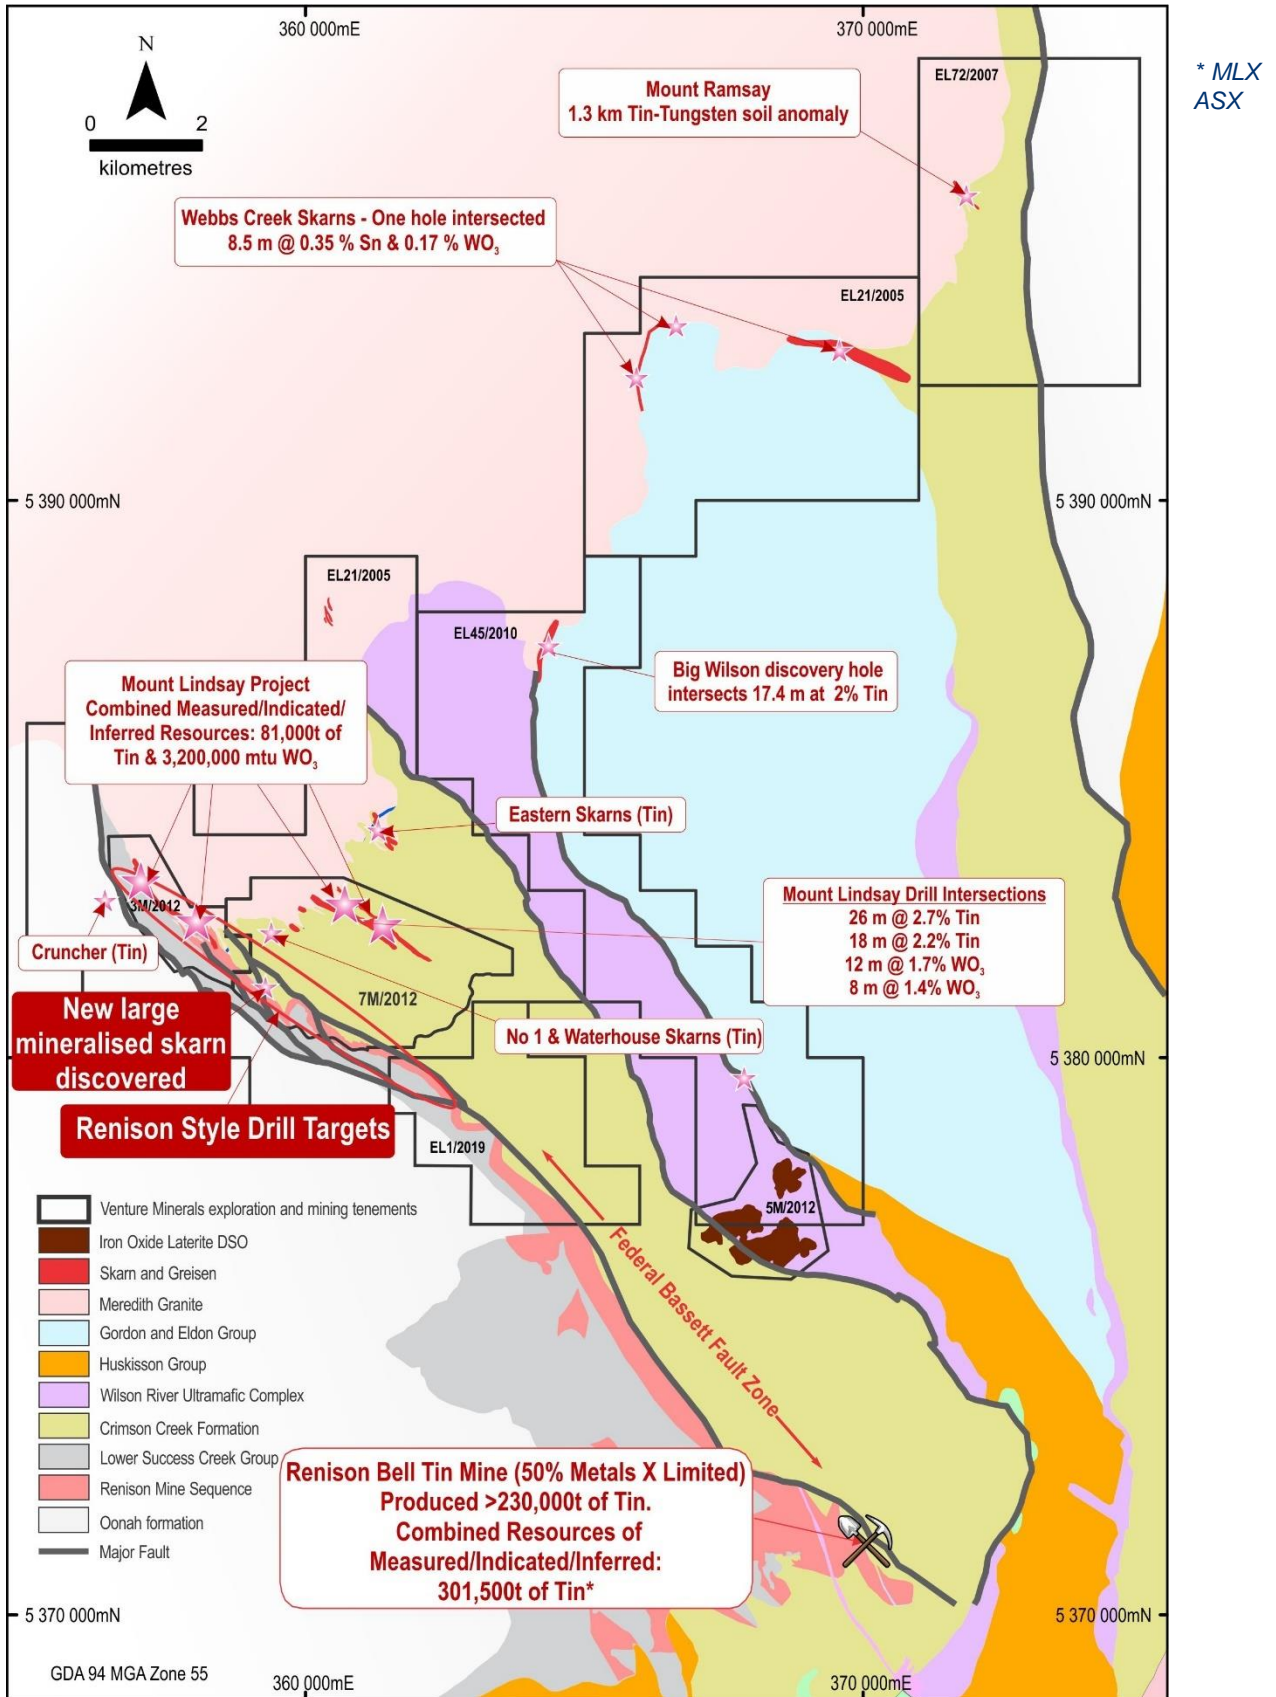 360 000mE
370 000mE
N
0 2
kilometres
EL72/2007
* MLX
ASX
Mount Ramsay
1.3 km Tin-Tungsten soil anomaly
Webbs Creek Skarns - One hole intersected
8.5 m @ 0.35 % Sn & 0.17 % WO₃
EL21/2005
5 390 000mN
5 390 000mN
EL21/2005
EL45/2010
Mount Lindsay Project
Combined Measured/Indicated/
Inferred Resources: 81,000t of
Tin & 3,200,000 mtu WO₃
Big Wilson discovery hole
intersects 17.4 m at 2% Tin
Eastern Skarns (Tin)
3M/2012
Cruncher (Tin)
Mount Lindsay Drill Intersections
26 m @ 2.7% Tin
18 m @ 2.2% Tin
12 m @ 1.7% WO₃
8 m @ 1.4% WO₃
7M/2012
New large
mineralised skarn
discovered
No 1 & Waterhouse Skarns (Tin)
5 380 000mN
Renison Style Drill Targets
EL1/2019
5M/2012
Federal Bassett Fault Zone
Venture Minerals exploration and mining tenements
Iron Oxide Laterite DSO
Skarn and Greisen
Meredith Granite
Gordon and Eldon Group
Huskisson Group
Wilson River Ultramafic Complex
Crimson Creek Formation
Lower Success Creek Group
Renison Mine Sequence
Oonah formation
Major Fault
Renison Bell Tin Mine (50% Metals X Limited)
Produced >230,000t of Tin.
Combined Resources of
Measured/Indicated/Inferred:
301,500t of Tin*
5 370 000mN
5 370 000mN
GDA 94 MGA Zone 55
360 000mE
370 000mE